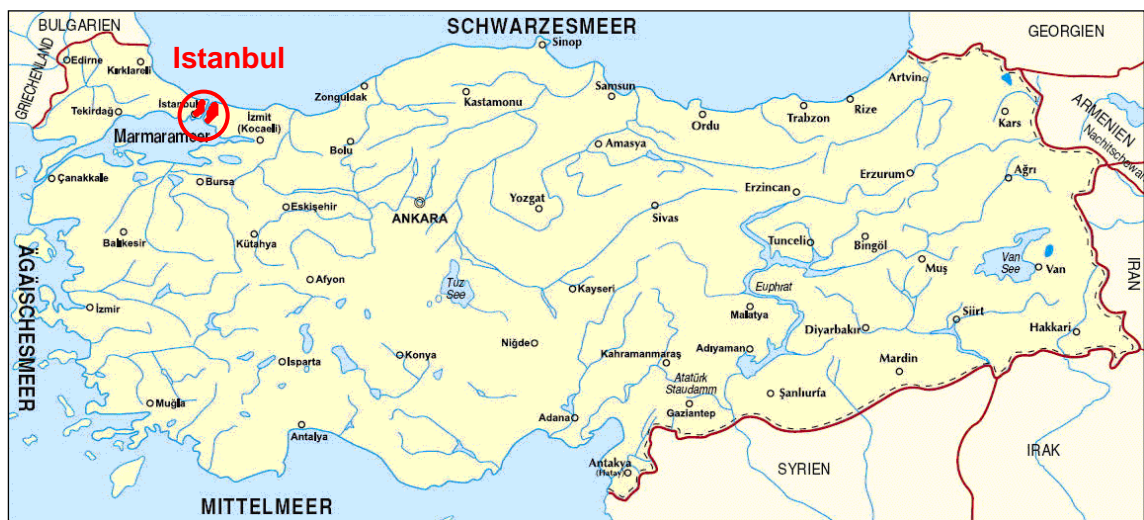 BULGARIEN
SCHWARZESMEER
GEORGIEN
GRIECHENLAND
Edirne
Kırklareli
Istanbul
Sinop
Artvin
Tekirdağ
İstanbul
Zonguldak
Kastamonu
Samsun
Trabzon
Rize
Kars
ARMENIEN
Nachitschewan
Marmarameer
İzmit
(Kocaeli)
Bolu
Amasya
Ordu
Çanakkale
Bursa
Eskişehir
ANKARA
Yozgat
Sivas
Erzincan
Erzurum
Ağrı
ÄGÄISCHESMEER
Balıkesir
Kütahya
Tunceli
Bingöl
Muş
Van
See
Van
IRAN
Afyon
Tuz
See
Kayseri
Euphrat
Malatya
İzmir
Diyarbakır
Siirt
Hakkari
Isparta
Konya
Niğde
Kahramanmaraş
Adıyaman
Mardin
Muğla
Atatürk
Staudamm
Gaziantep
Şanlıurfa
Antalya
Adana
Antakya
(Hatay)
SYRIEN
IRAK
MITTELMEER